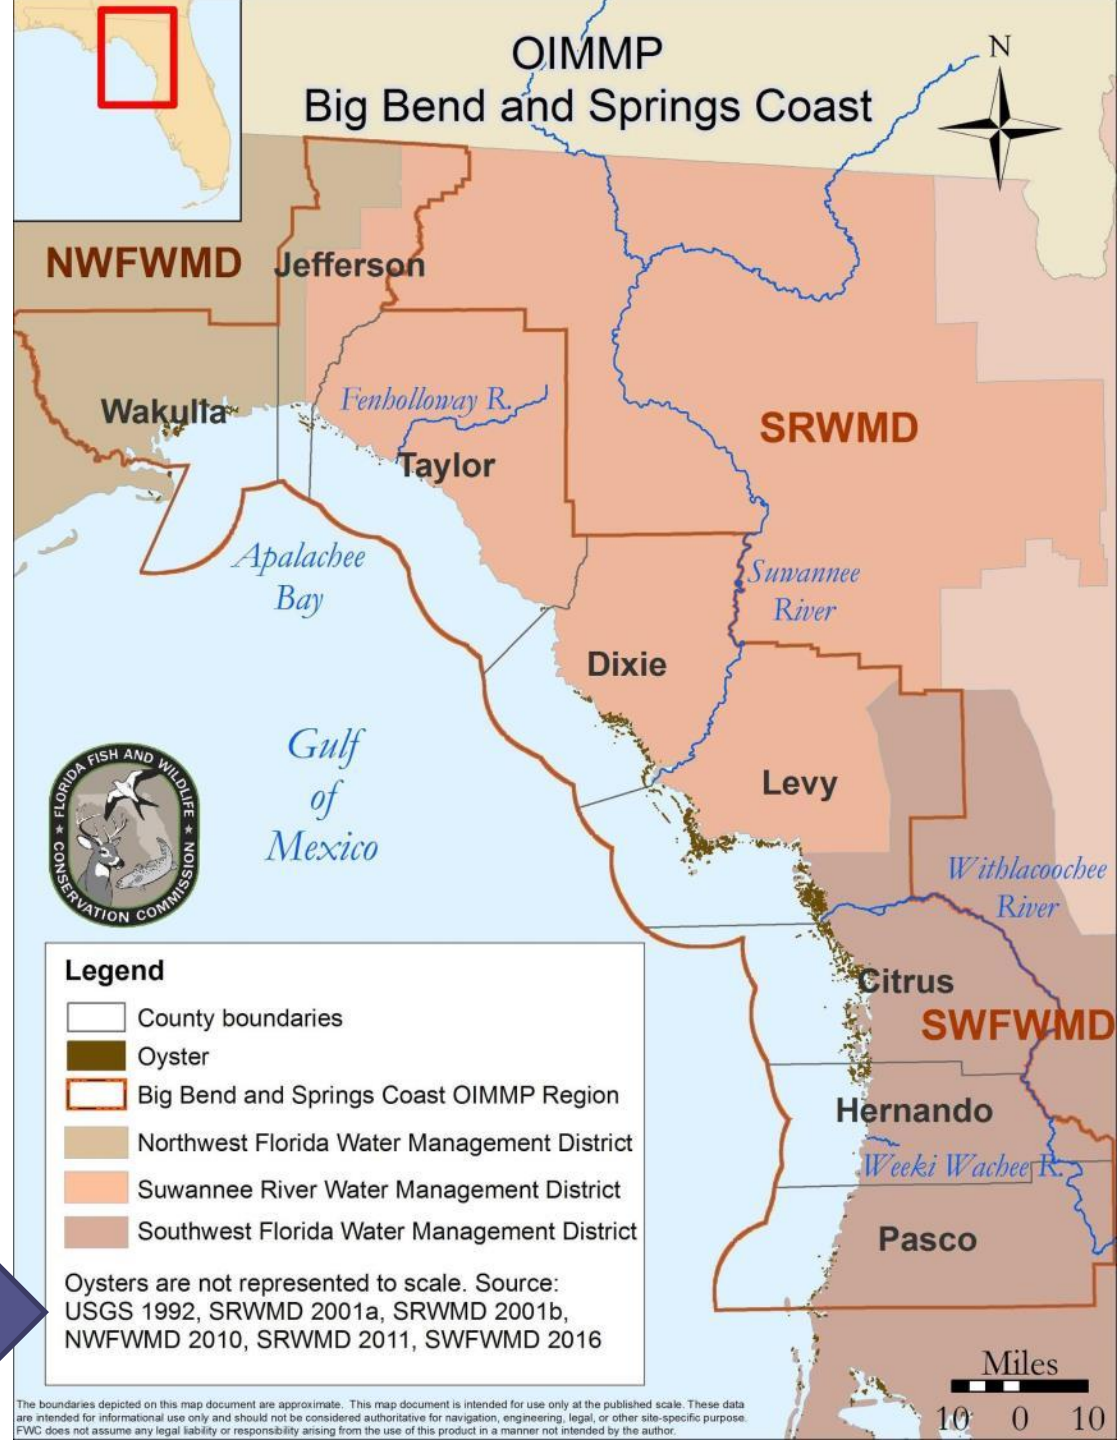 OIMMP
Big Bend and Springs Coast
N
NWFWMD
Jefferson
Wakulla
Fenholloway R.
Taylor
SRWMD
Apalachee
Bay
Suwannee
River
Dixie
Gulf
of
Mexico
Levy
FLORIDA FISH AND WILDLIFE
CONSERVATION COMMISSION
Withlacoochee
River
Citrus
SWFWMD
Hernando
Weeki Wachee R.
Pasco
Legend
County boundaries
Oyster
Big Bend and Springs Coast OIMMP Region
Northwest Florida Water Management District
Suwannee River Water Management District
Southwest Florida Water Management District
Oysters are not represented to scale. Source:
USGS 1992, SRWMD 2001a, SRWMD 2001b,
NWFWMD 2010, SRWMD 2011, SWFWMD 2016
Miles
10 0 10
The boundaries depicted on this map document are approximate. This map document is intended for use only at the published scale. These data
are intended for informational use only and should not be considered authoritative for navigation, engineering, legal, or other site-specific purpose.
FWC does not assume any legal liability or responsibility arising from the use of this product in a manner not intended by the author.